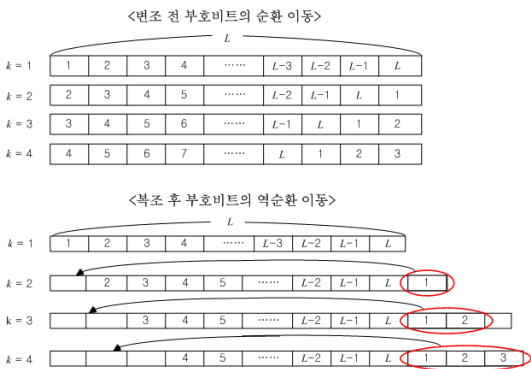 <변조 전 부호비트의 순환 이동>
L
k = 1 1 2 3 4 …… L-3 L-2 L-1 L
k = 2 2 3 4 5 …… L-2 L-1 L 1
k = 3 3 4 5 6 …… L-1 L 1 2
k = 4 4 5 6 7 …… L 1 2 3
<복조 후 부호비트의 역순환 이동>
L
k = 1 1 2 3 4 …… L-3 L-2 L-1 L
k = 2 2 3 4 5 …… L-2 L-1 L 1
k = 3 3 4 5 …… L-2 L-1 L 2
k = 4 4 5 …… L-2 L-1 L 1 2 3